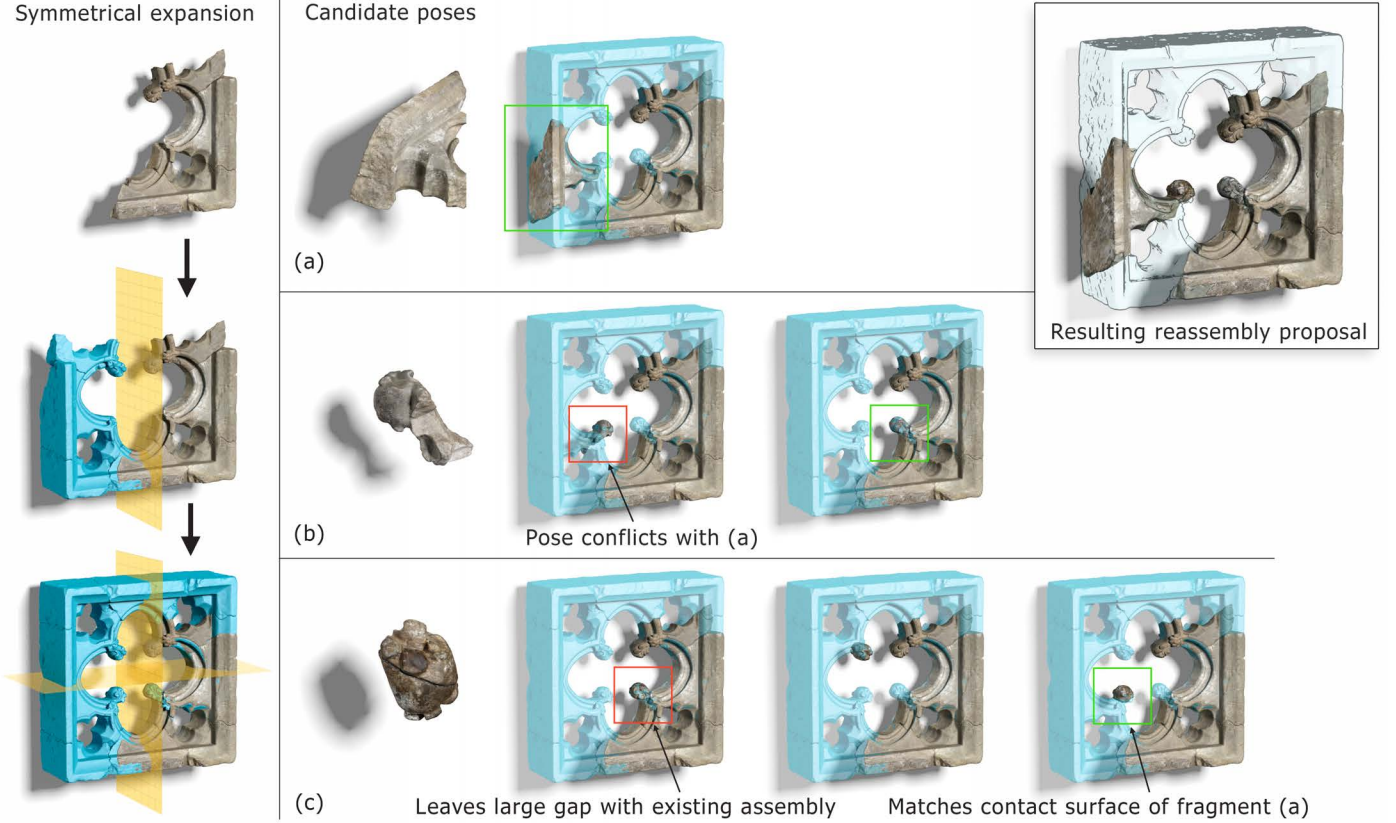 Symmetrical expansion
Candidate poses
(a)
Resulting reassembly proposal
(b)
Pose conflicts with (a)
(c)
Leaves large gap with existing assembly
Matches contact surface of fragment (a)